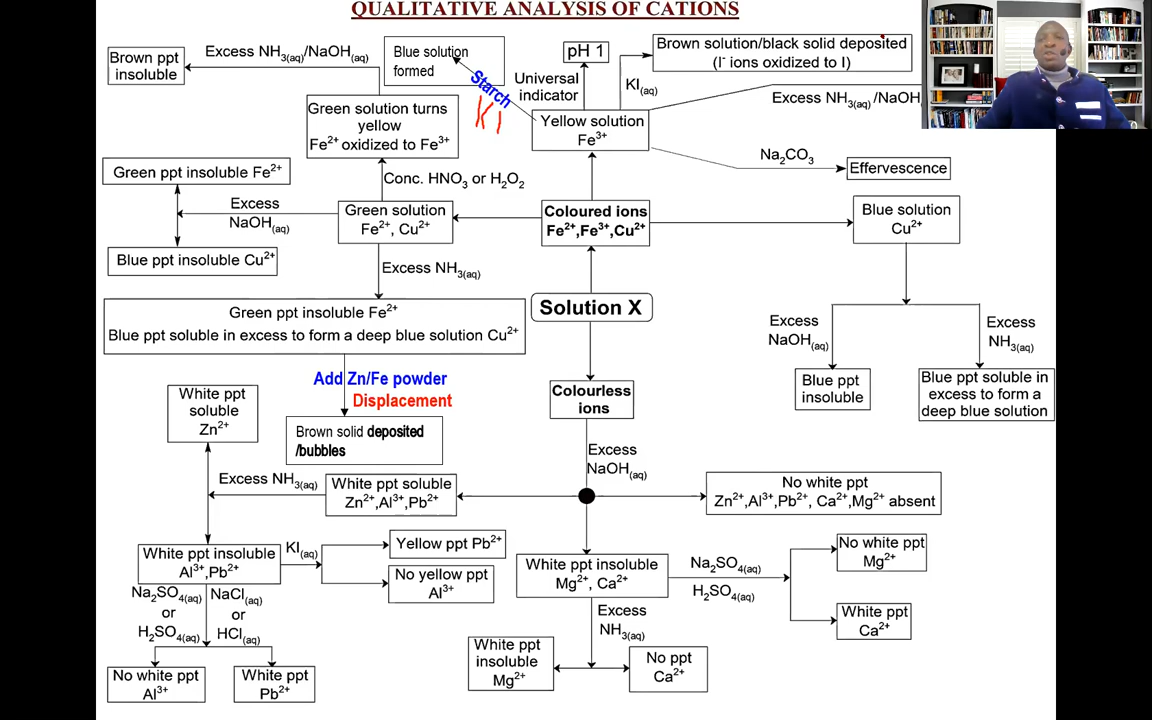 QUALITATIVE ANALYSIS OF CATIONS
Brown ppt
insoluble
Excess NH₃(aq)/NaOH(aq)
Blue solution
formed
Starch
KI
pH 1
Universal
indicator
KI(aq)
Brown solution/black solid deposited
(I⁻ ions oxidized to I)
Excess NH₃(aq)/NaOH
Green solution turns
yellow
Fe²⁺ oxidized to Fe³⁺
Yellow solution
Fe³⁺
Na₂CO₃
Effervescence
Green ppt insoluble Fe²⁺
Conc. HNO₃ or H₂O₂
Excess
NaOH(aq)
Green solution
Fe²⁺, Cu²⁺
Coloured ions
Fe²⁺,Fe³⁺,Cu²⁺
Blue solution
Cu²⁺
Blue ppt insoluble Cu²⁺
Excess NH₃(aq)
Green ppt insoluble Fe²⁺
Blue ppt soluble in excess to form a deep blue solution Cu²⁺
Solution X
Excess
NaOH(aq)
Excess
NH₃(aq)
Blue ppt
insoluble
Blue ppt soluble in
excess to form a
deep blue solution
Add Zn/Fe powder
Displacement
Brown solid deposited
/bubbles
Colourless
ions
Excess
NaOH(aq)
White ppt
soluble
Zn²⁺
Excess NH₃(aq)
White ppt soluble
Zn²⁺,Al³⁺,Pb²⁺
No white ppt
Zn²⁺,Al³⁺,Pb²⁺, Ca²⁺,Mg²⁺ absent
White ppt insoluble
Al³⁺,Pb²⁺
KI(aq)
Yellow ppt Pb²⁺
No yellow ppt
Al³⁺
White ppt insoluble
Mg²⁺, Ca²⁺
Na₂SO₄(aq)
H₂SO₄(aq)
No white ppt
Mg²⁺
White ppt
Ca²⁺
Na₂SO₄(aq)
or
H₂SO₄(aq)
NaCl(aq)
or
HCl(aq)
No white ppt
Al³⁺
White ppt
Pb²⁺
Excess
NH₃(aq)
White ppt
insoluble
Mg²⁺
No ppt
Ca²⁺